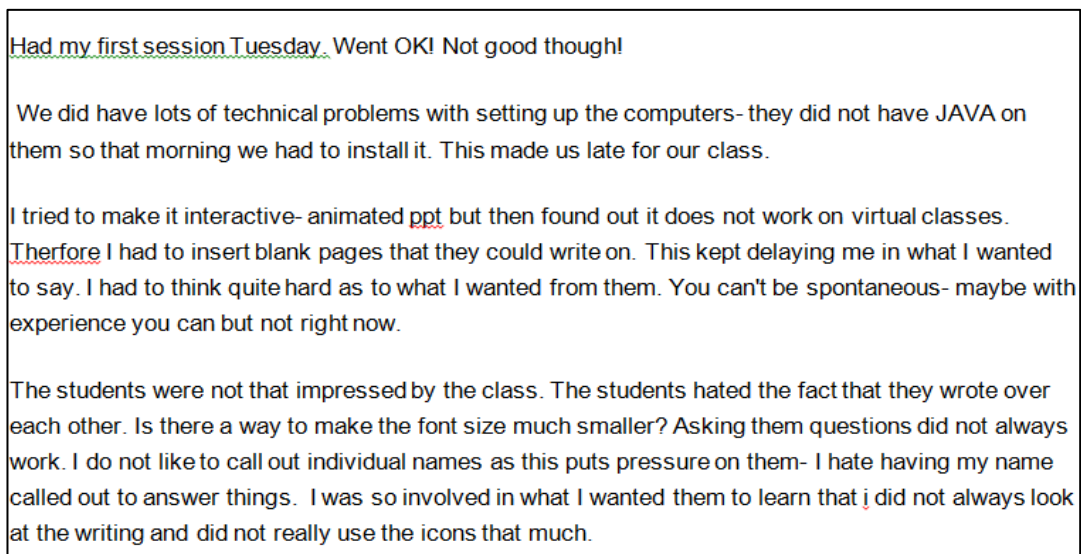 Had my first session Tuesday. Went OK! Not good though!
We did have lots of technical problems with setting up the computers- they did not have JAVA on
them so that morning we had to install it. This made us late for our class.
I tried to make it interactive- animated ppt but then found out it does not work on virtual classes.
Therfore I had to insert blank pages that they could write on. This kept delaying me in what I wanted
to say. I had to think quite hard as to what I wanted from them. You can't be spontaneous- maybe with
experience you can but not right now.
The students were not that impressed by the class. The students hated the fact that they wrote over
each other. Is there a way to make the font size much smaller? Asking them questions did not always
work. I do not like to call out individual names as this puts pressure on them- I hate having my name
called out to answer things.  I was so involved in what I wanted them to learn that i did not always look
at the writing and did not really use the icons that much.